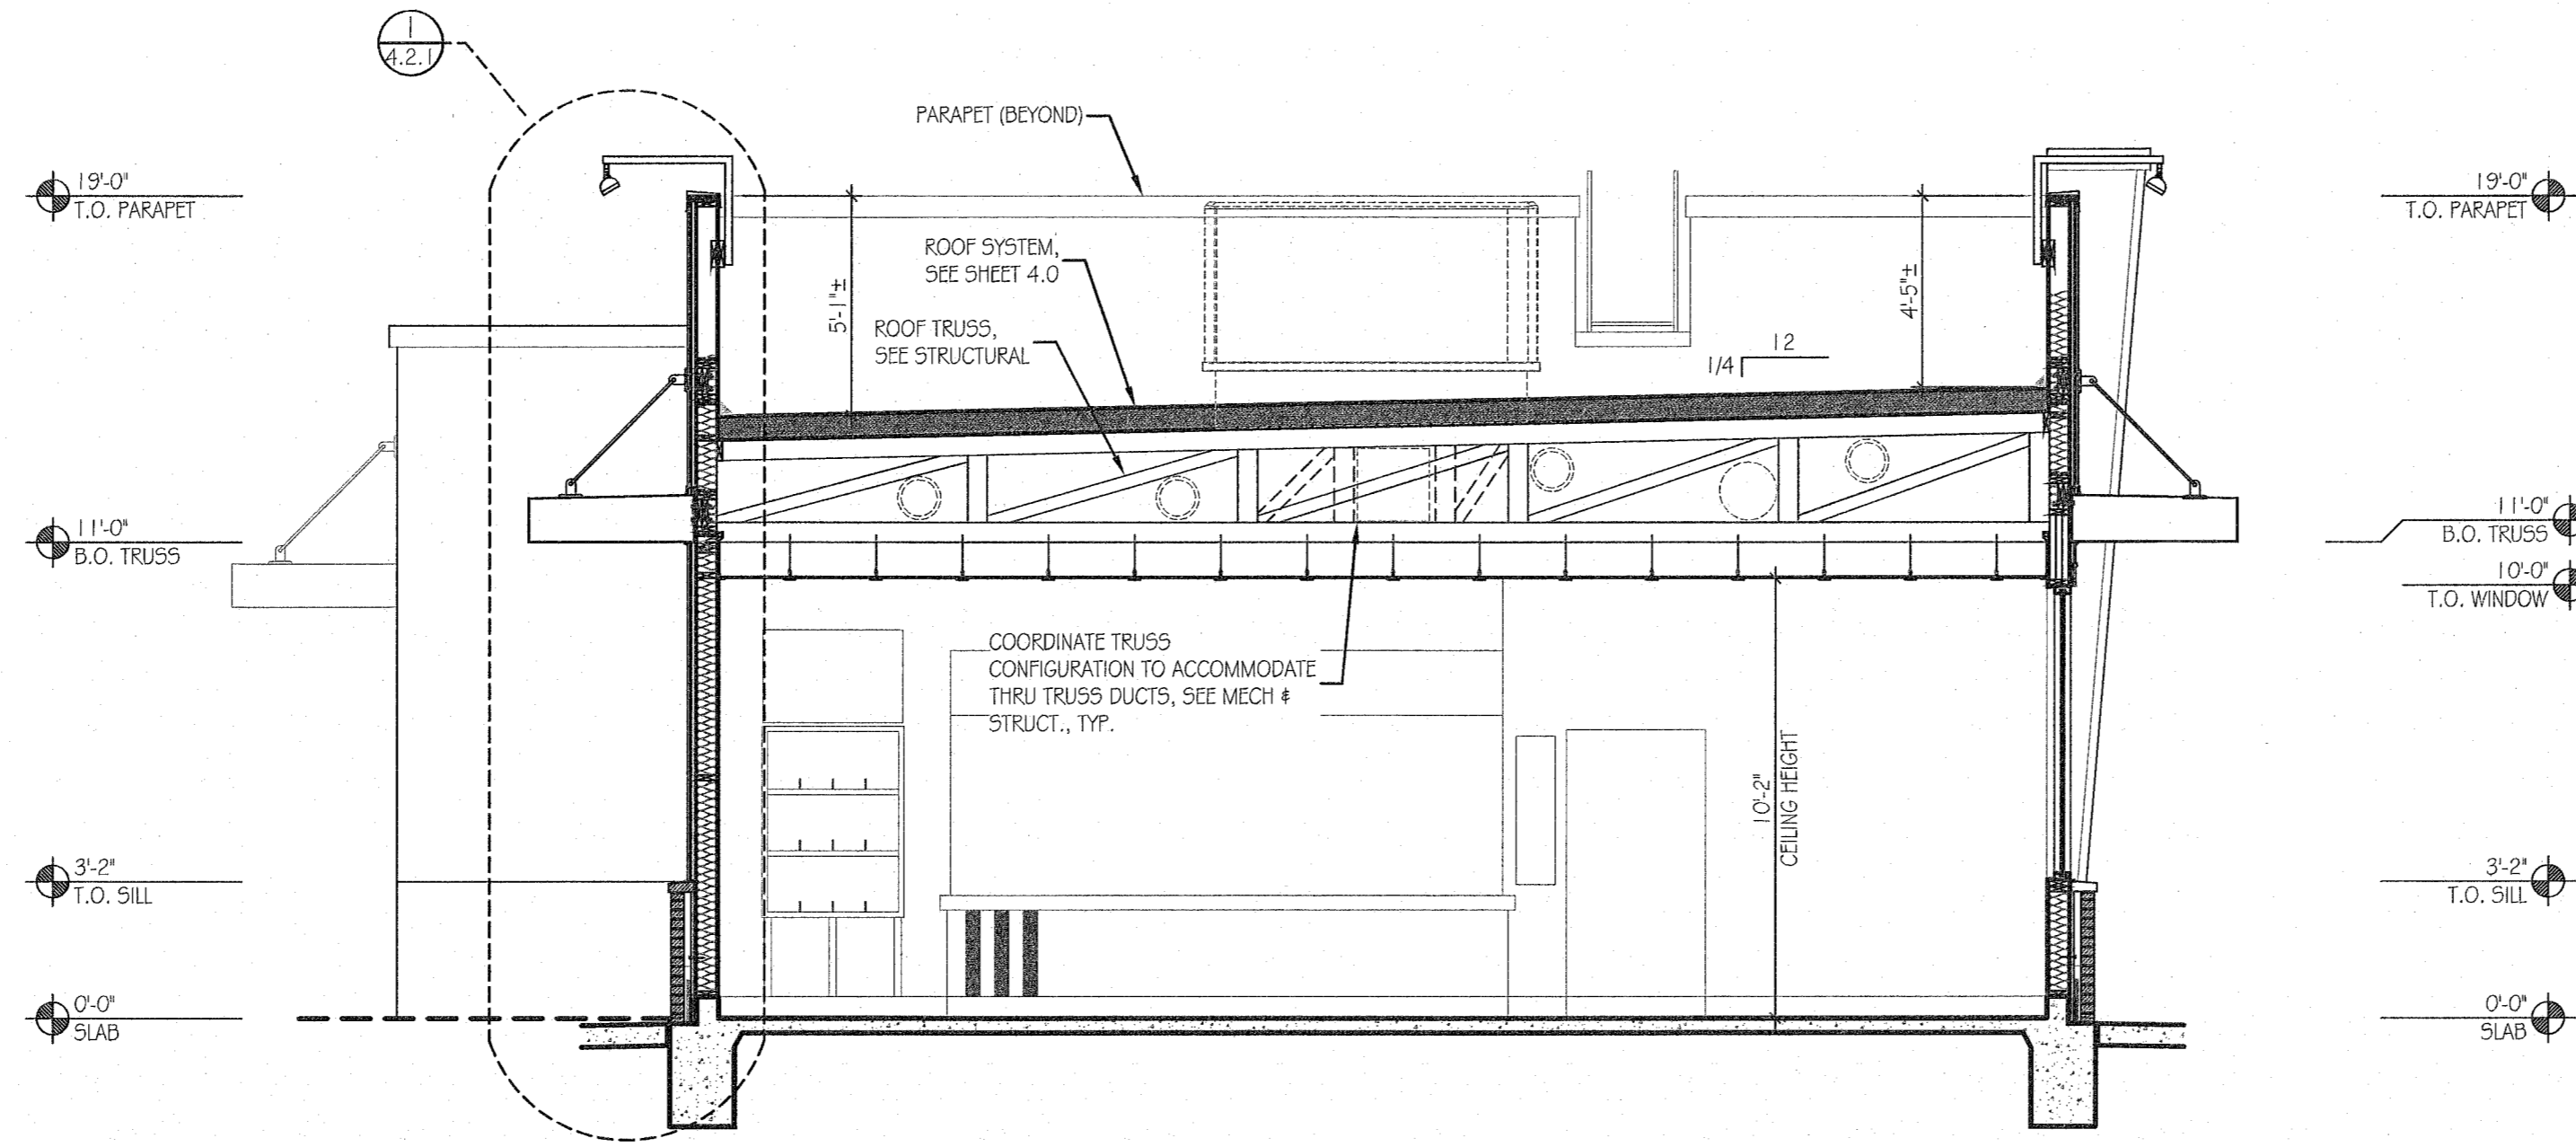 1
4.2.1
PARAPET (BEYOND)
19'-0"
T.O. PARAPET
19'-0"
T.O. PARAPET
ROOF SYSTEM,
SEE SHEET 4.0
5'-1"±
4'-5"±
ROOF TRUSS,
SEE STRUCTURAL
12
1/4
11'-0"
B.O. TRUSS
11'-0"
B.O. TRUSS
10'-0"
T.O. WINDOW
COORDINATE TRUSS
CONFIGURATION TO ACCOMMODATE
THRU TRUSS DUCTS, SEE MECH &
STRUCT., TYP.
10'-2"
CEILING HEIGHT
3'-2"
T.O. SILL
3'-2"
T.O. SILL
0'-0"
SLAB
0'-0"
SLAB